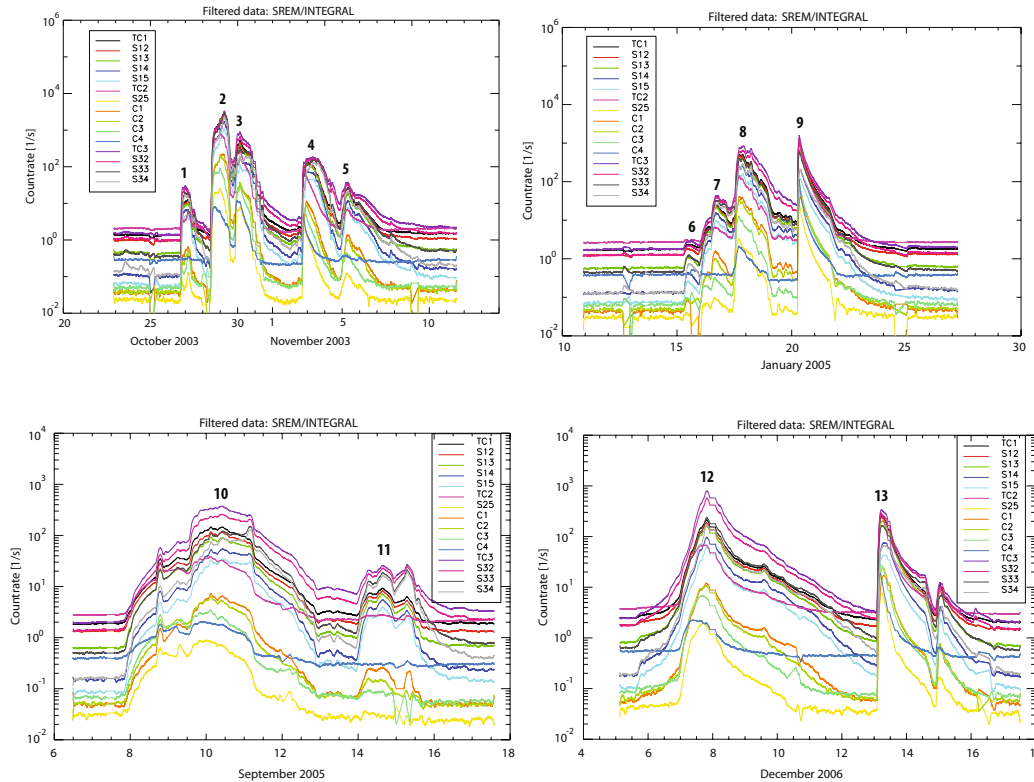 Filtered data: SREM/INTEGRAL
10^6
10^4
10^2
10^0
10^-2
Countrate [1/s]
TC1
S12
S13
S14
S15
TC2
S25
C1
C2
C3
C4
TC3
S32
S33
S34
1
2
3
4
5
20 25 30 1 5 10
October 2003 November 2003
Filtered data: SREM/INTEGRAL
10^6
10^4
10^2
10^0
10^-2
Countrate [1/s]
TC1
S12
S13
S14
S15
TC2
S25
C1
C2
C3
C4
TC3
S32
S33
S34
6
7
8
9
10 15 20 25 30
January 2005
Filtered data: SREM/INTEGRAL
10^4
10^3
10^2
10^1
10^0
10^-1
10^-2
Countrate [1/s]
TC1
S12
S13
S14
S15
TC2
S25
C1
C2
C3
C4
TC3
S32
S33
S34
10
11
6 8 10 12 14 16 18
September 2005
Filtered data: SREM/INTEGRAL
10^4
10^3
10^2
10^1
10^0
10^-1
10^-2
Countrate [1/s]
TC1
S12
S13
S14
S15
TC2
S25
C1
C2
C3
C4
TC3
S32
S33
S34
12
13
4 6 8 10 12 14 16
December 2006